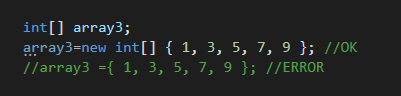 int[] array3;
array3=new int[] { 1, 3, 5, 7, 9 }; //OK
//array3 ={ 1, 3, 5, 7, 9 }; //ERROR